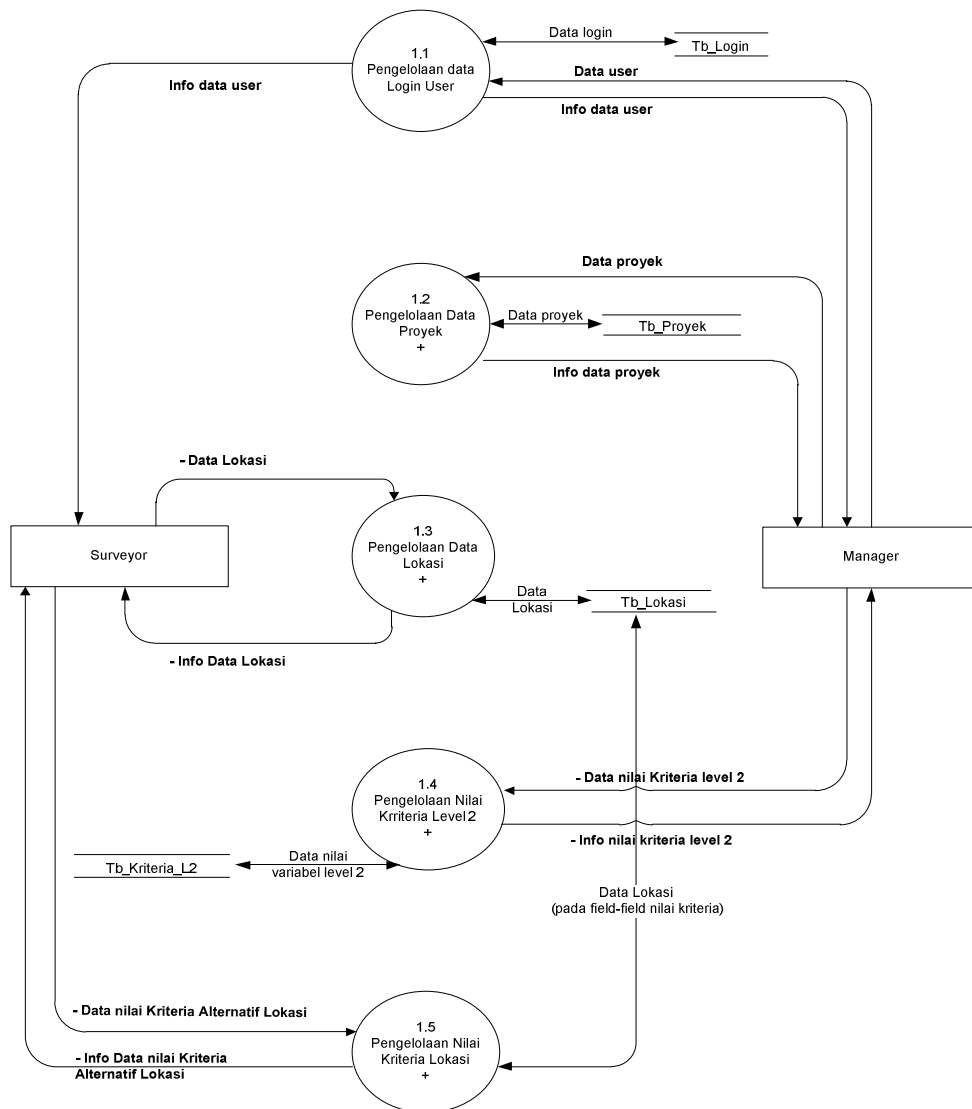 Data login
1.1
Pengelolaan data
Login User
Tb_Login
Data user
Info data user
Info data user
Data proyek
1.2
Pengelolaan Data
Proyek
+
Data proyek
Tb_Proyek
Info data proyek
- Data Lokasi
1.3
Pengelolaan Data
Lokasi
+
Surveyor
Manager
Data
Lokasi
Tb_Lokasi
- Info Data Lokasi
1.4
Pengelolaan Nilai
Krriteria Level 2
+
- Data nilai Kriteria level 2
- Info nilai kriteria level 2
Data nilai
variabel level 2
Tb_Kriteria_L2
Data Lokasi
(pada field-field nilai kriteria)
- Data nilai Kriteria Alternatif Lokasi
1.5
Pengelolaan Nilai
Kriteria Lokasi
+
- Info Data nilai Kriteria
Alternatif Lokasi